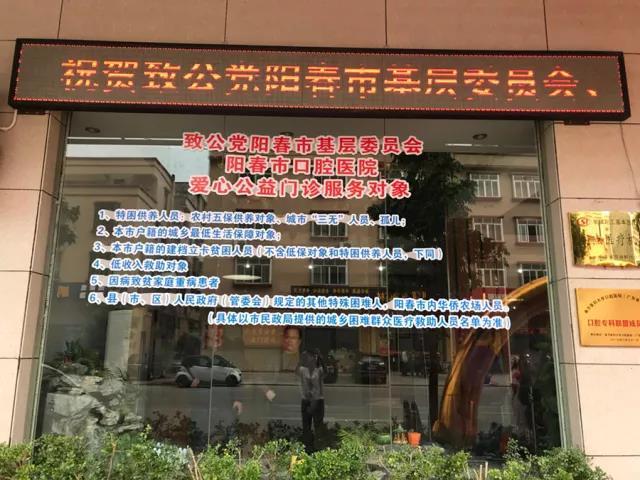 祝贺致公党阳春市基层委员会、
致公党阳春市基层委员会
阳春市口腔医院
爱心公益门诊服务对象
1、特困供养人员：农村五保供养对象、城市“三无”人员、孤儿；
2、本市户籍的城乡最低生活保障对象；
3、本市户籍的建档立卡贫困人员（不含低保对象和特困供养人员、下同）
4、低收入救助对象
5、因病致贫家庭重病患者
6、县（市、区）人民政府（管委会）规定的其他特殊困难人，阳春市内华侨农场人员。
（具体以市民政局提供的城乡困难群众医疗救助人员名单为准）
医疗
口腔专科联盟成员